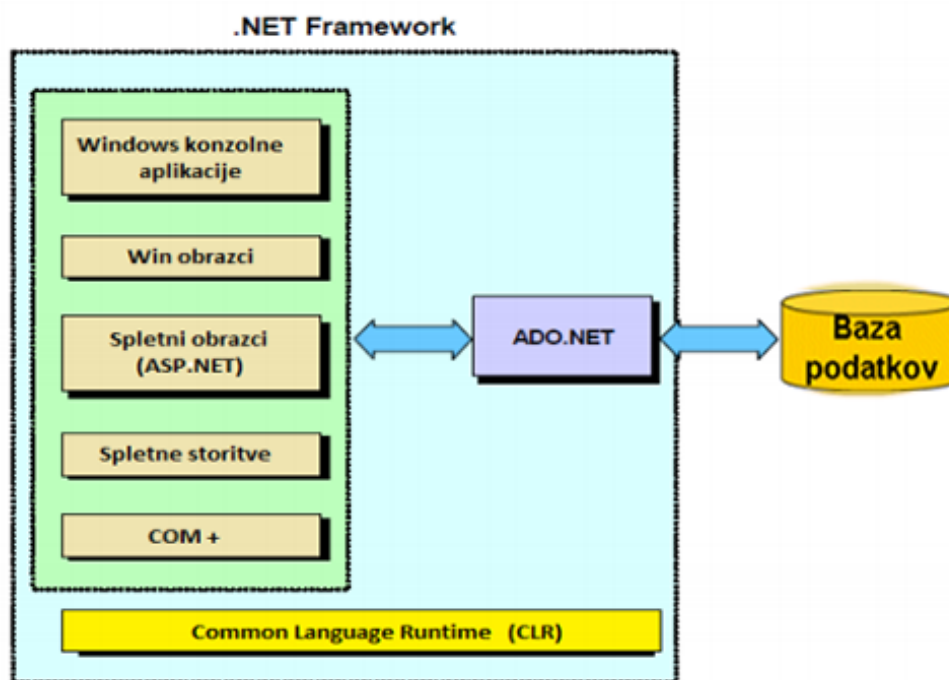 .NET Framework
Windows konzolne
aplikacije
Win obrazci
Spletni obrazci
(ASP.NET)
Spletne storitve
COM +
ADO.NET
Baza
podatkov
Common Language Runtime (CLR)